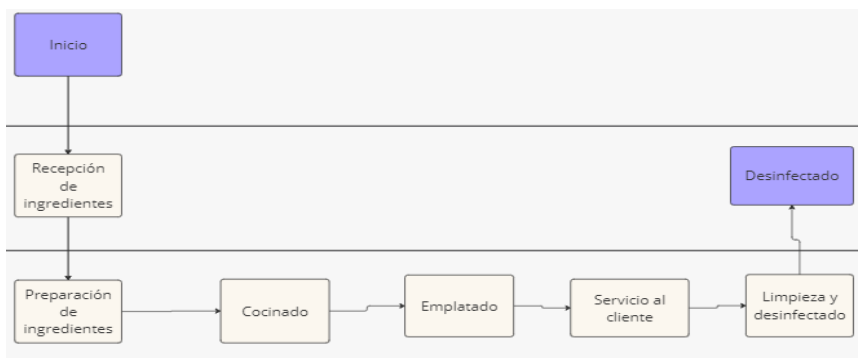 Inicio
Recepción
de
ingredientes
Desinfectado
Preparación
de
ingredientes
Cocinado
Emplatado
Servicio al
cliente
Limpieza y
desinfectado